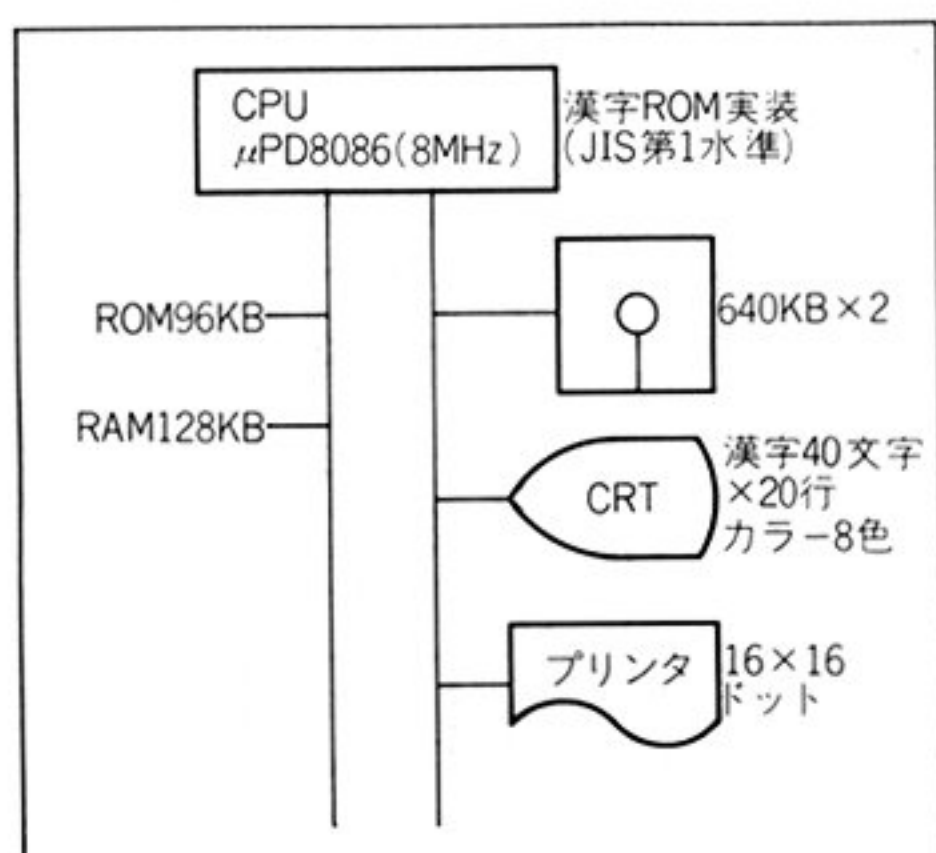 CPU
μPD8086(8MHz)
漢字ROM実装
(JIS第1水準)
ROM96KB
640KB×2
RAM128KB
CRT
漢字40文字
×20行
カラー8色
プリンタ
16×16
ドット